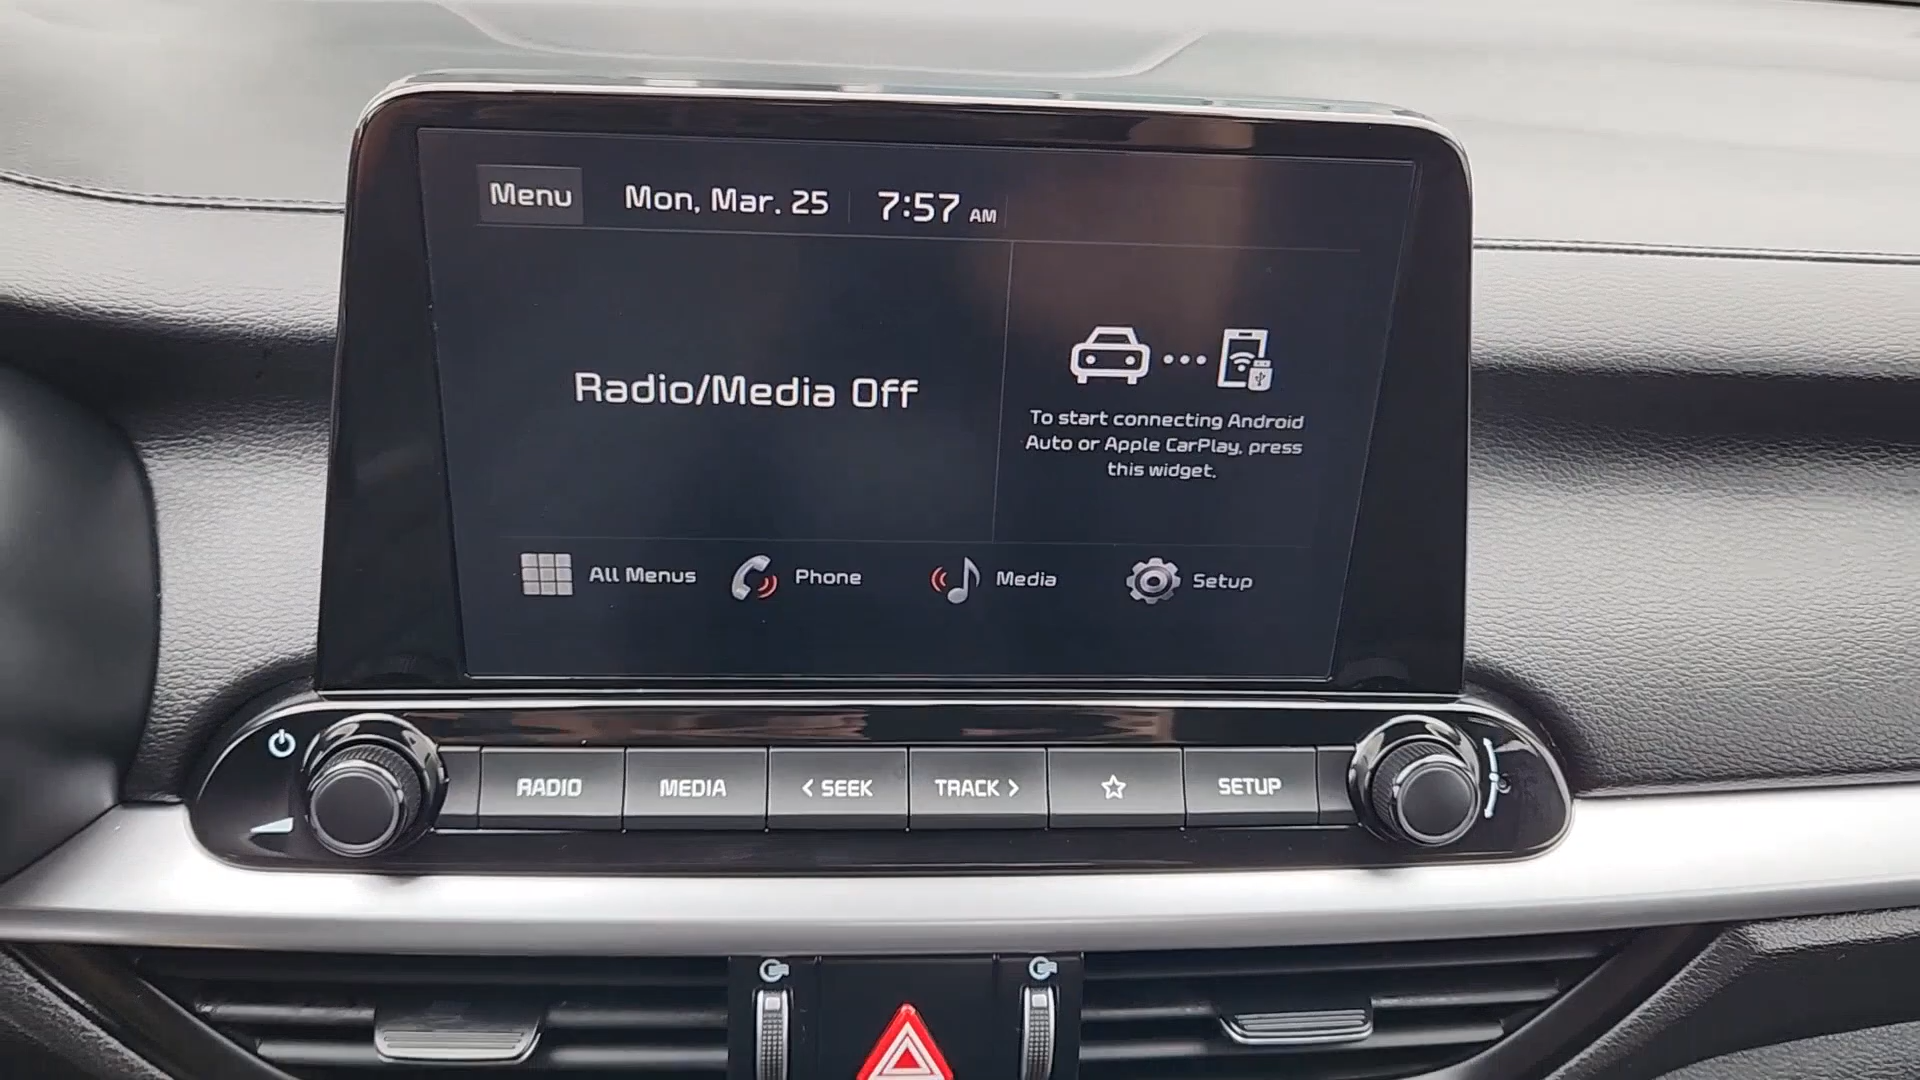 Menu Mon, Mar. 25 7:57 AM
Radio/Media Off
To start connecting Android
Auto or Apple CarPlay, press
this widget.
All Menus Phone Media Setup
RADIO MEDIA < SEEK TRACK > SETUP